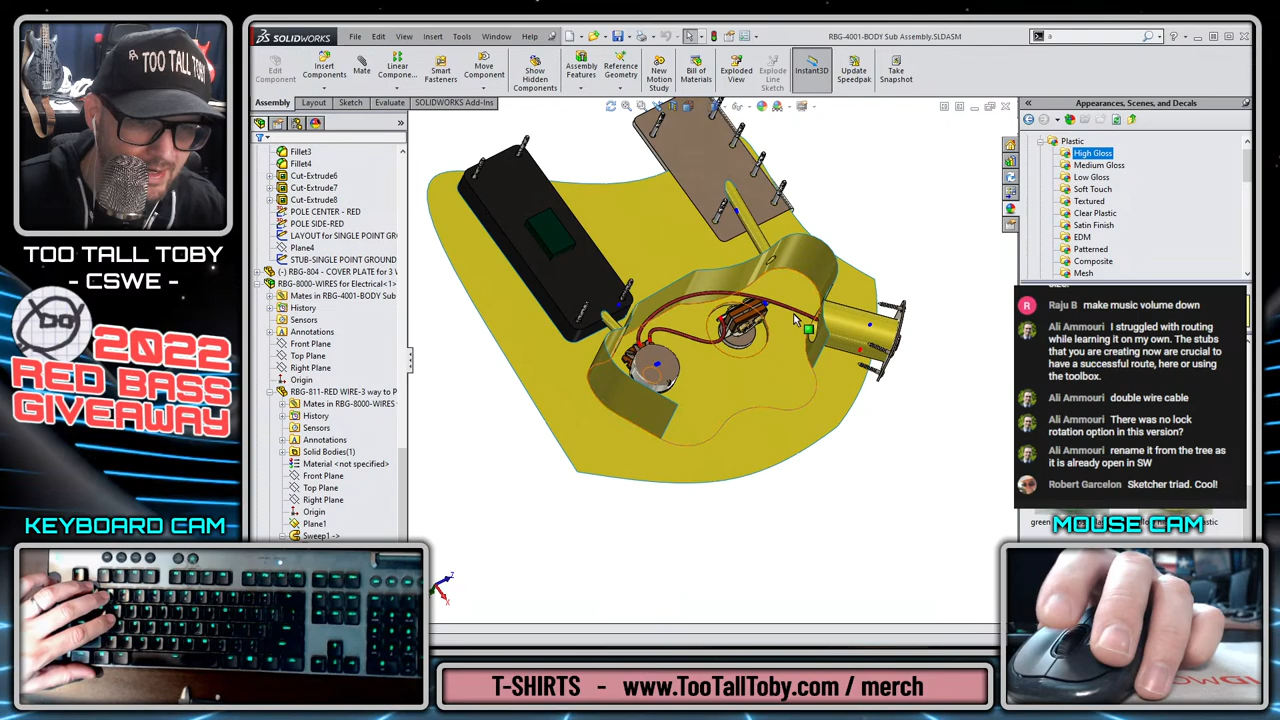 TOO TALL TOBY
TOO TALL TOBY
- CSWE -
2022
RED BASS
GIVEAWAY
KEYBOARD CAM
SOLIDWORKS
File Edit View Insert Tools Window Help
RBG-4001-BODY Sub Assembly.SLDASM
a
Edit Component
Insert Components
Mate
Linear Compone...
Smart Fasteners
Move Component
Show Hidden Components
Assembly Features
Reference Geometry
New Motion Study
Bill of Materials
Exploded View
Explode Line Sketch
Instant3D
Update Speedpak
Take Snapshot
Assembly Layout Sketch Evaluate SOLIDWORKS Add-Ins
Fillet3
Fillet4
Cut-Extrude6
Cut-Extrude7
Cut-Extrude8
POLE CENTER - RED
POLE SIDE-RED
LAYOUT for SINGLE POINT GR
Plane4
STUB-SINGLE POINT GROUND
(-) RBG-804 - COVER PLATE for 3 W
RBG-8000-WIRES for Electrical<1>
Mates in RBG-4001-BODY Sub
History
Sensors
Annotations
Front Plane
Top Plane
Right Plane
Origin
RBG-811-RED WIRE-3 way to P
Mates in RBG-8000-WIRES
History
Sensors
Annotations
Solid Bodies(1)
Material <not specified>
Front Plane
Top Plane
Right Plane
Origin
Plane1
Sweep1 ->
Z
X
Appearances, Scenes, and Decals
Plastic
High Gloss
Medium Gloss
Low Gloss
Soft Touch
Textured
Clear Plastic
Satin Finish
EDM
Patterned
Composite
Mesh
size.
R Raju B make music volume down
Ali Ammouri I struggled with routing
while learning it on my own. The stubs
that you are creating now are crucial to
have a successful route, here or using
the toolbox.
Ali Ammouri double wire cable
Ali Ammouri There was no lock
rotation option in this version?
Ali Ammouri rename it from the tree as
it is already open in SW
Robert Garcelon Sketcher triad. Cool!
MOUSE CAM
T-SHIRTS - www.TooTallToby.com / merch